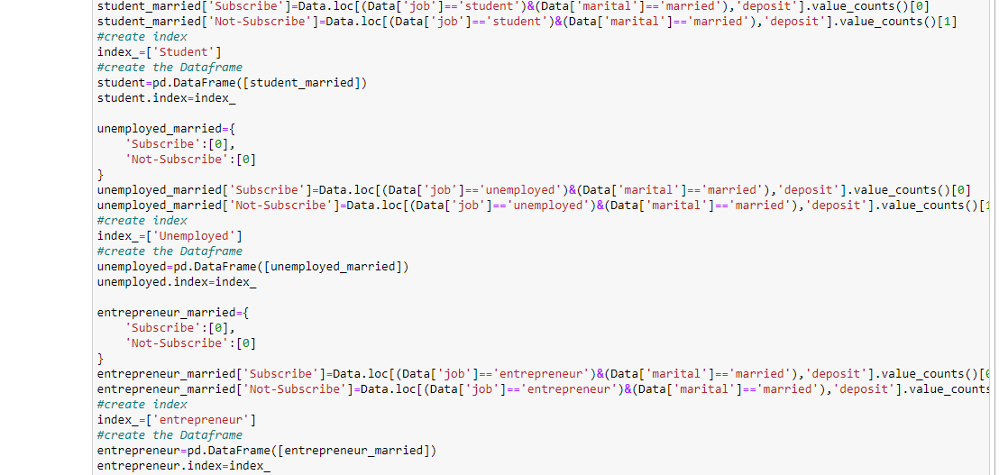 student_married['Subscribe']=Data.loc[(Data['job']=='student')&(Data['marital']=='married'),'deposit'].value_counts()[0]
student_married['Not-Subscribe']=Data.loc[(Data['job']=='student')&(Data['marital']=='married'),'deposit'].value_counts()[1]
#create index
index_=['Student']
#create the Dataframe
student=pd.DataFrame([student_married])
student.index=index_
unemployed_married={
    'Subscribe':[0],
    'Not-Subscribe':[0]
}
unemployed_married['Subscribe']=Data.loc[(Data['job']=='unemployed')&(Data['marital']=='married'),'deposit'].value_counts()[0]
unemployed_married['Not-Subscribe']=Data.loc[(Data['job']=='unemployed')&(Data['marital']=='married'),'deposit'].value_counts()[1
#create index
index_=['Unemployed']
#create the Dataframe
unemployed=pd.DataFrame([unemployed_married])
unemployed.index=index_
entrepreneur_married={
    'Subscribe':[0],
    'Not-Subscribe':[0]
}
entrepreneur_married['Subscribe']=Data.loc[(Data['job']=='entrepreneur')&(Data['marital']=='married'),'deposit'].value_counts()[0
entrepreneur_married['Not-Subscribe']=Data.loc[(Data['job']=='entrepreneur')&(Data['marital']=='married'),'deposit'].value_counts
#create index
index_=['entrepreneur']
#create the Dataframe
entrepreneur=pd.DataFrame([entrepreneur_married])
entrepreneur.index=index_